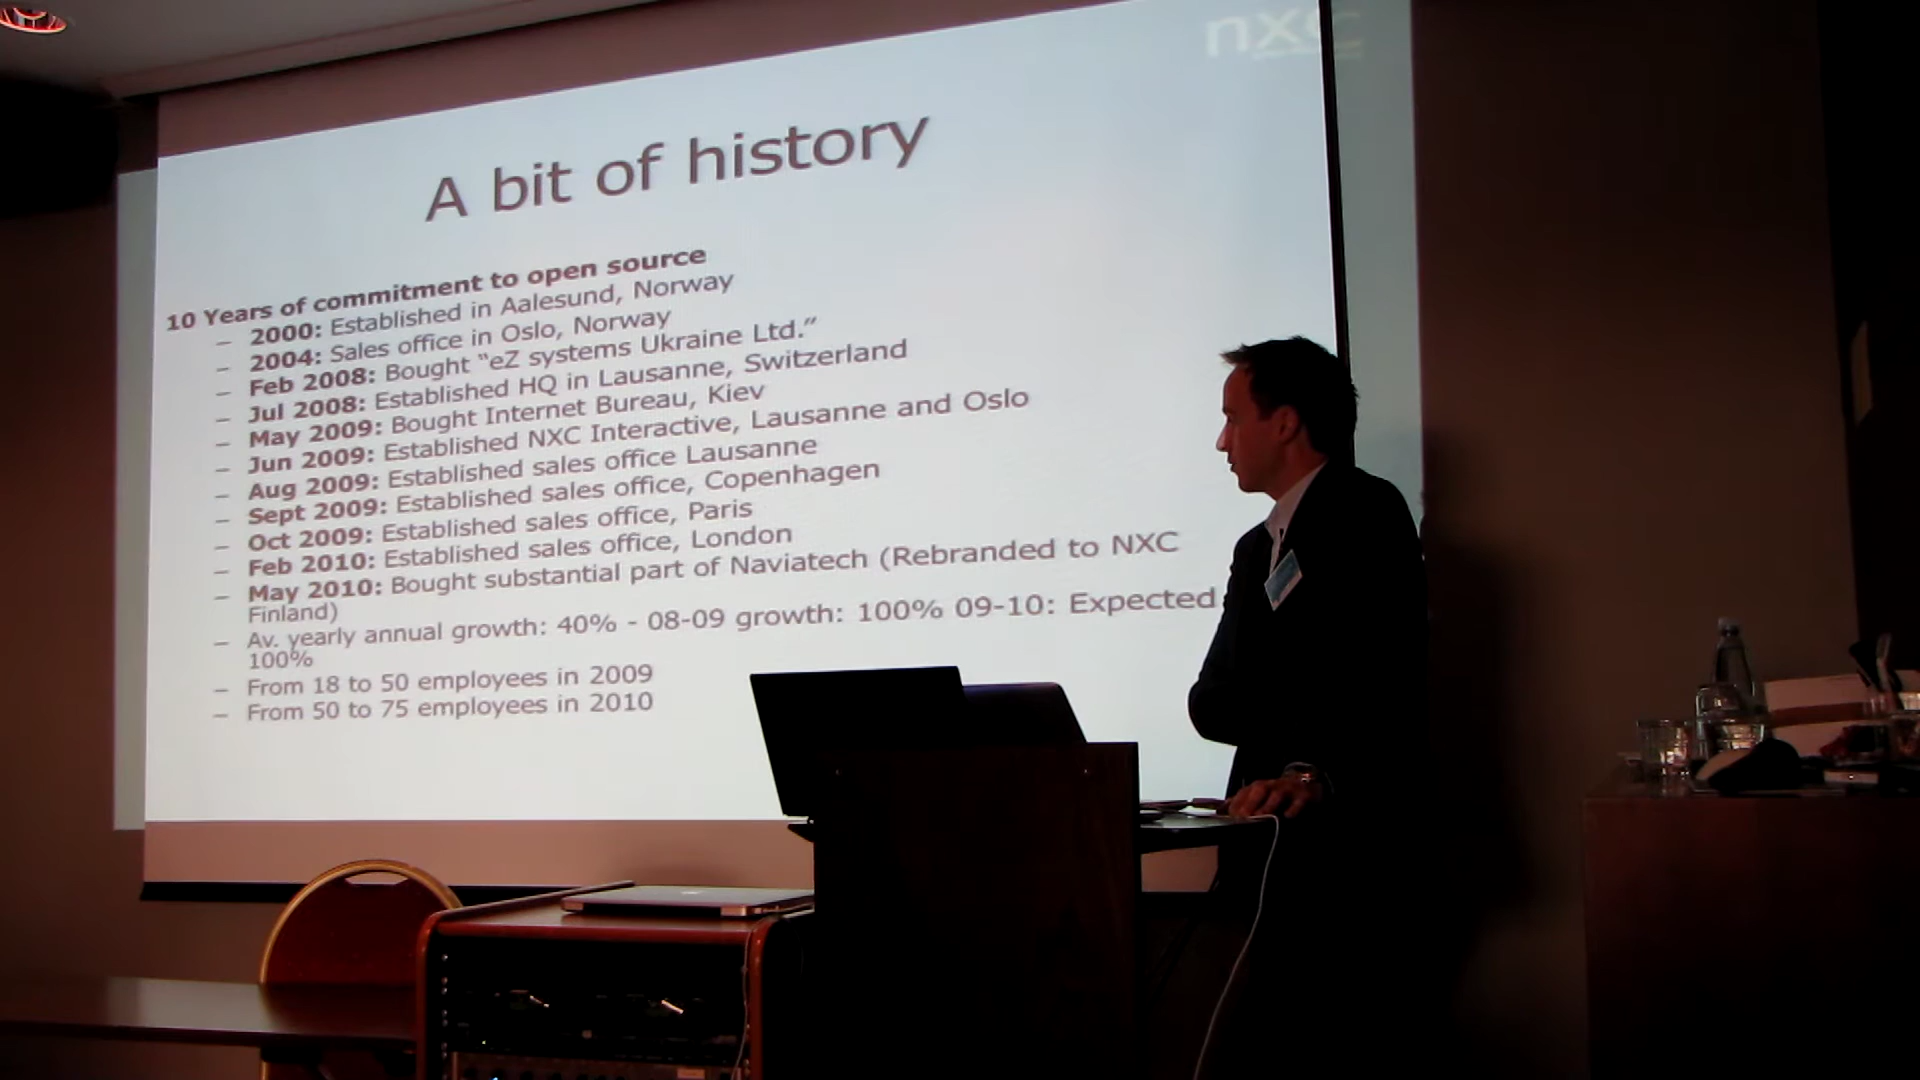 nxc
A bit of history
10 Years of commitment to open source
– 2000: Established in Aalesund, Norway
– 2004: Sales office in Oslo, Norway
– Feb 2008: Bought "eZ systems Ukraine Ltd."
– Jul 2008: Established HQ in Lausanne, Switzerland
– May 2009: Bought Internet Bureau, Kiev
– Jun 2009: Established NXC Interactive, Lausanne and Oslo
– Aug 2009: Established sales office Lausanne
– Sept 2009: Established sales office, Copenhagen
– Oct 2009: Established sales office, Paris
– Feb 2010: Established sales office, London
– May 2010: Bought substantial part of Naviatech (Rebranded to NXC
Finland)
– Av. yearly annual growth: 40% - 08-09 growth: 100% 09-10: Expected
100%
– From 18 to 50 employees in 2009
– From 50 to 75 employees in 2010